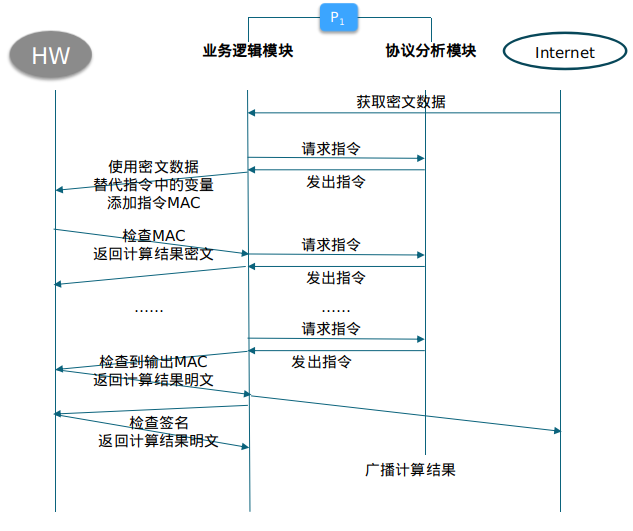 P1
HW
业务逻辑模块
协议分析模块
Internet
获取密文数据
请求指令
使用密文数据
替代指令中的变量
添加指令MAC
发出指令
检查MAC
返回计算结果密文
请求指令
发出指令
……
……
请求指令
检查到输出MAC
返回计算结果明文
发出指令
检查签名
返回计算结果明文
广播计算结果